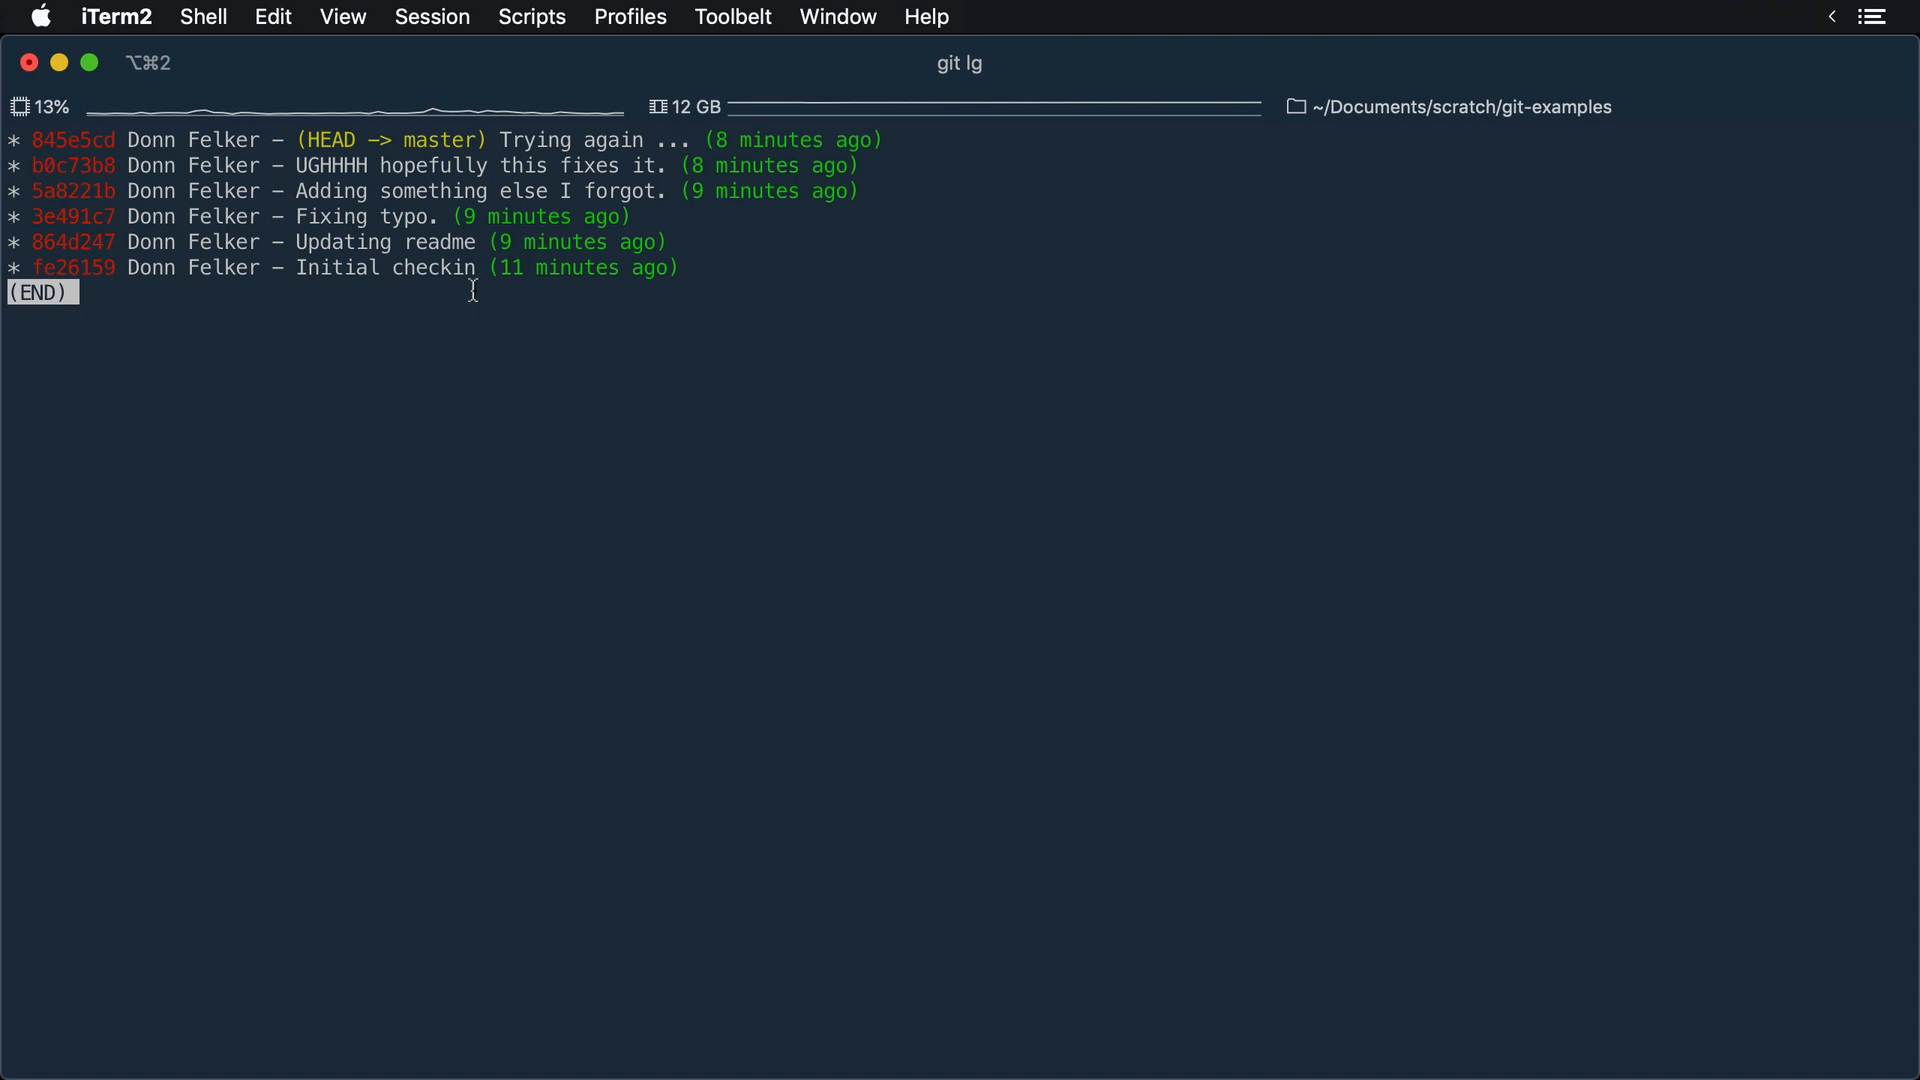 iTerm2 Shell Edit View Session Scripts Profiles Toolbelt Window Help
⌥⌘2 git lg
13% 12 GB ~/Documents/scratch/git-examples
* 845e5cd Donn Felker - (HEAD -> master) Trying again ... (8 minutes ago)
* b0c73b8 Donn Felker - UGHHHH hopefully this fixes it. (8 minutes ago)
* 5a8221b Donn Felker - Adding something else I forgot. (9 minutes ago)
* 3e491c7 Donn Felker - Fixing typo. (9 minutes ago)
* 864d247 Donn Felker - Updating readme (9 minutes ago)
* fe26159 Donn Felker - Initial checkin (11 minutes ago)
(END)